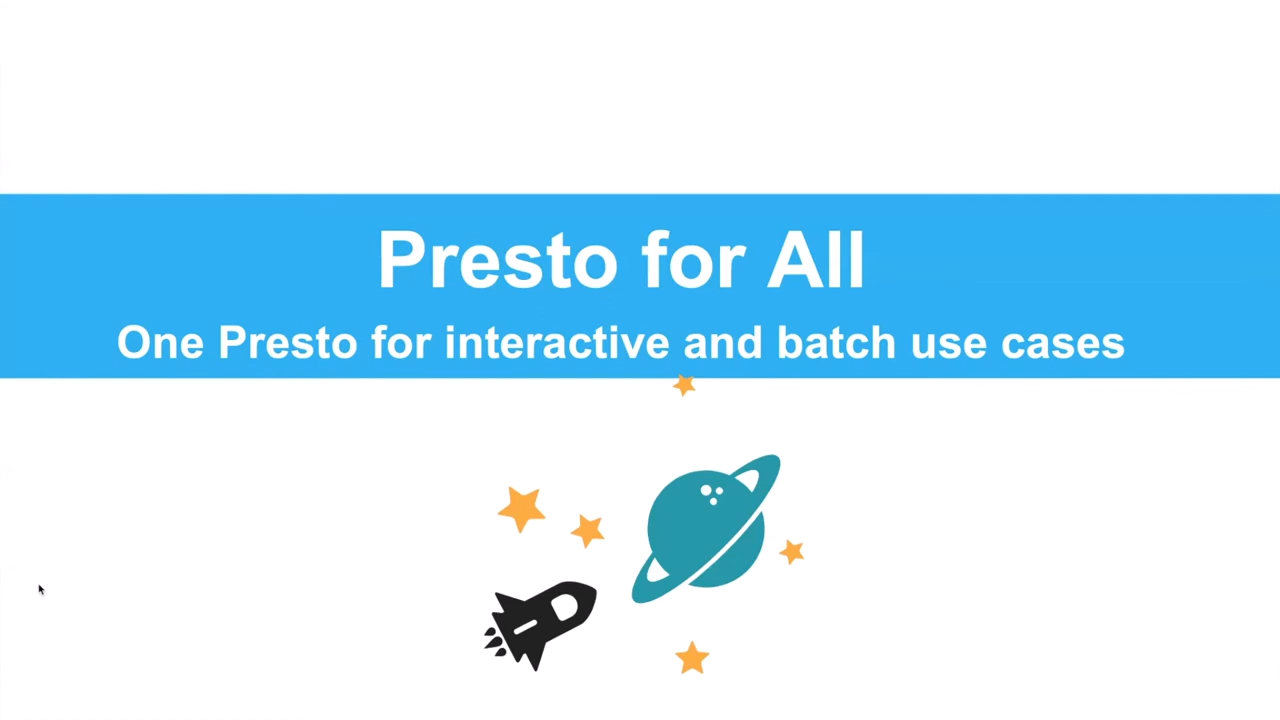 Presto for All
One Presto for interactive and batch use cases